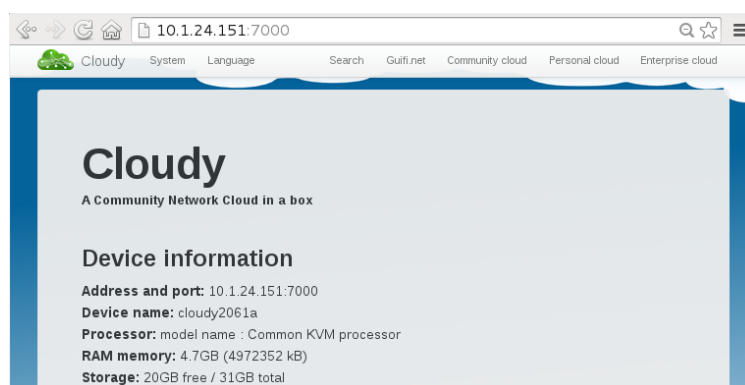 10.1.24.151:7000
Cloudy System Language Search Guifi.net Community cloud Personal cloud Enterprise cloud
Cloudy
A Community Network Cloud in a box
Device information
Address and port: 10.1.24.151:7000
Device name: cloudy2061a
Processor: model name : Common KVM processor
RAM memory: 4.7GB (4972352 kB)
Storage: 20GB free / 31GB total